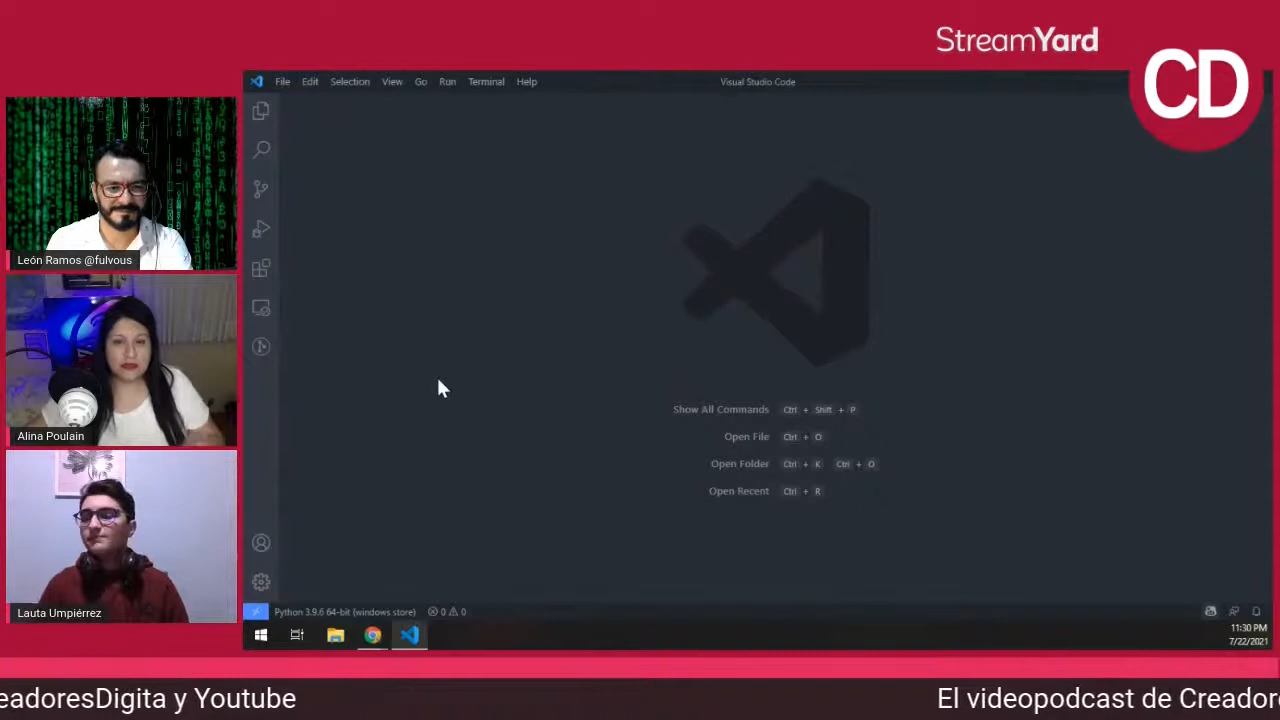 StreamYard
CD
File Edit Selection View Go Run Terminal Help
Visual Studio Code
León Ramos @fulvous
Alina Poulain
Lauta Umpiérrez
Show All Commands Ctrl + Shift + P
Open File Ctrl + O
Open Folder Ctrl + K Ctrl + O
Open Recent Ctrl + R
Python 3.9.6 64-bit (windows store) 0 0
11:30 PM
7/22/2021
eadoresDigita y Youtube
El videopodcast de Creador